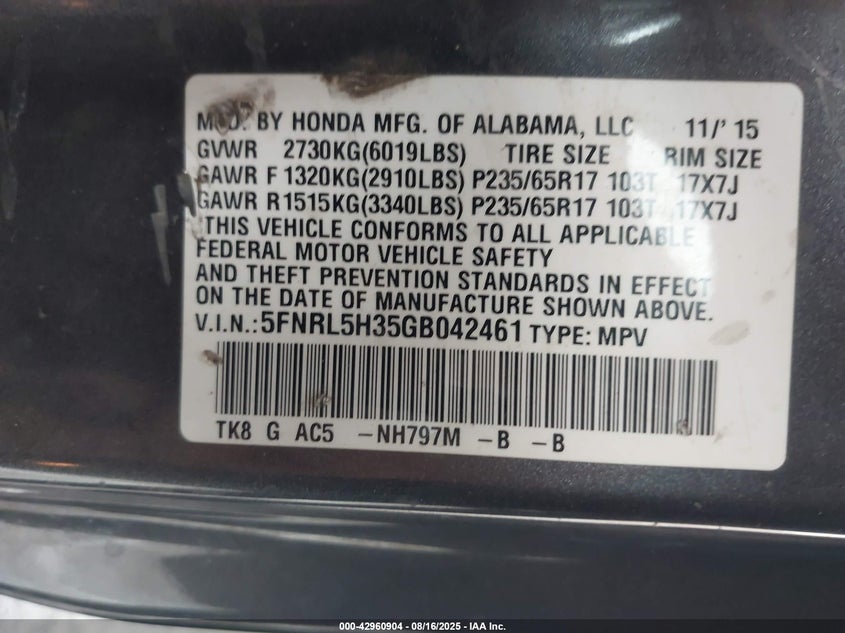 MFD. BY HONDA MFG. OF ALABAMA, LLC 11/' 15
GVWR 2730KG(6019LBS) TIRE SIZE RIM SIZE
GAWR F 1320KG(2910LBS) P235/65R17 103T 17X7J
GAWR R1515KG(3340LBS) P235/65R17 103T 17X7J
THIS VEHICLE CONFORMS TO ALL APPLICABLE
FEDERAL MOTOR VEHICLE SAFETY
AND THEFT PREVENTION STANDARDS IN EFFECT
ON THE DATE OF MANUFACTURE SHOWN ABOVE.
V.I.N.:5FNRL5H35GB042461 TYPE: MPV
TK8 G AC5 -NH797M -B -B
000-42960904 - 08/16/2025 - IAA Inc.